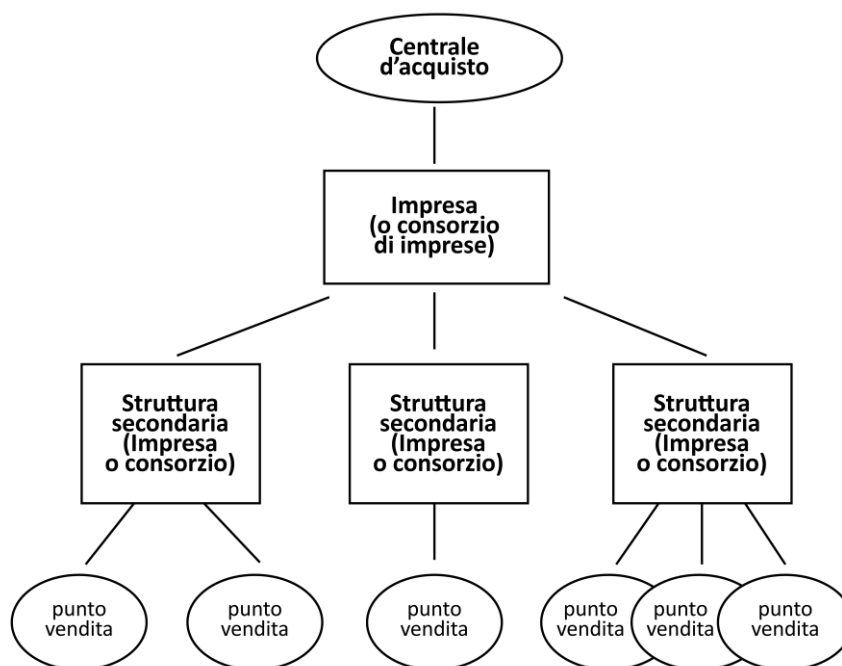 Centrale
d’acquisto
Impresa
(o consorzio
di imprese)
Struttura
secondaria
(Impresa
o consorzio)
Struttura
secondaria
(Impresa
o consorzio)
Struttura
secondaria
(Impresa
o consorzio)
punto
vendita
punto
vendita
punto
vendita
punto
vendita
punto
vendita
punto
vendita